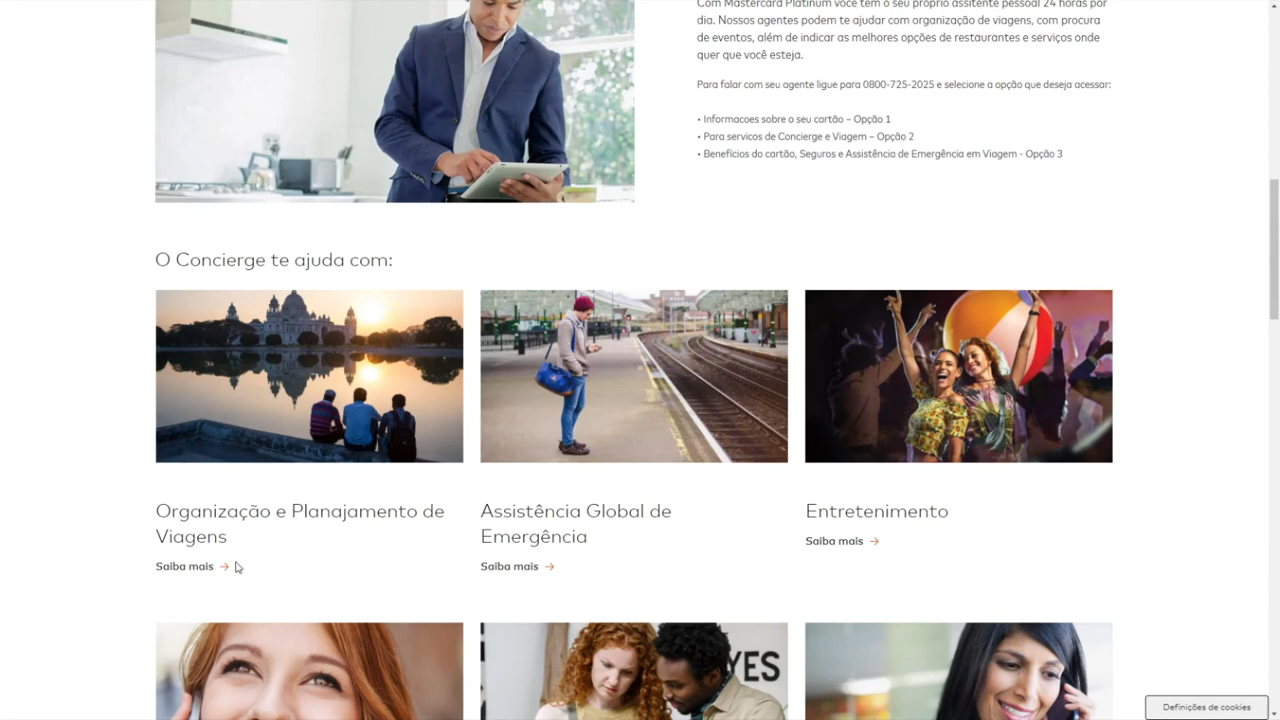 Com Mastercard Platinum você tem o seu próprio assitente pessoal 24 horas por
dia. Nossos agentes podem te ajudar com organização de viagens, com procura
de eventos, além de indicar as melhores opções de restaurantes e serviços onde
quer que você esteja.
Para falar com seu agente ligue para 0800-725-2025 e selecione a opção que deseja acessar:
• Informacoes sobre o seu cartão – Opção 1
• Para servicos de Concierge e Viagem – Opção 2
• Benefícios do cartão, Seguros e Assistência de Emergência em Viagem - Opção 3
O Concierge te ajuda com:
Organização e Planajamento de
Viagens
Saiba mais →
Assistência Global de
Emergência
Saiba mais →
Entretenimento
Saiba mais →
YES
Definições de cookies